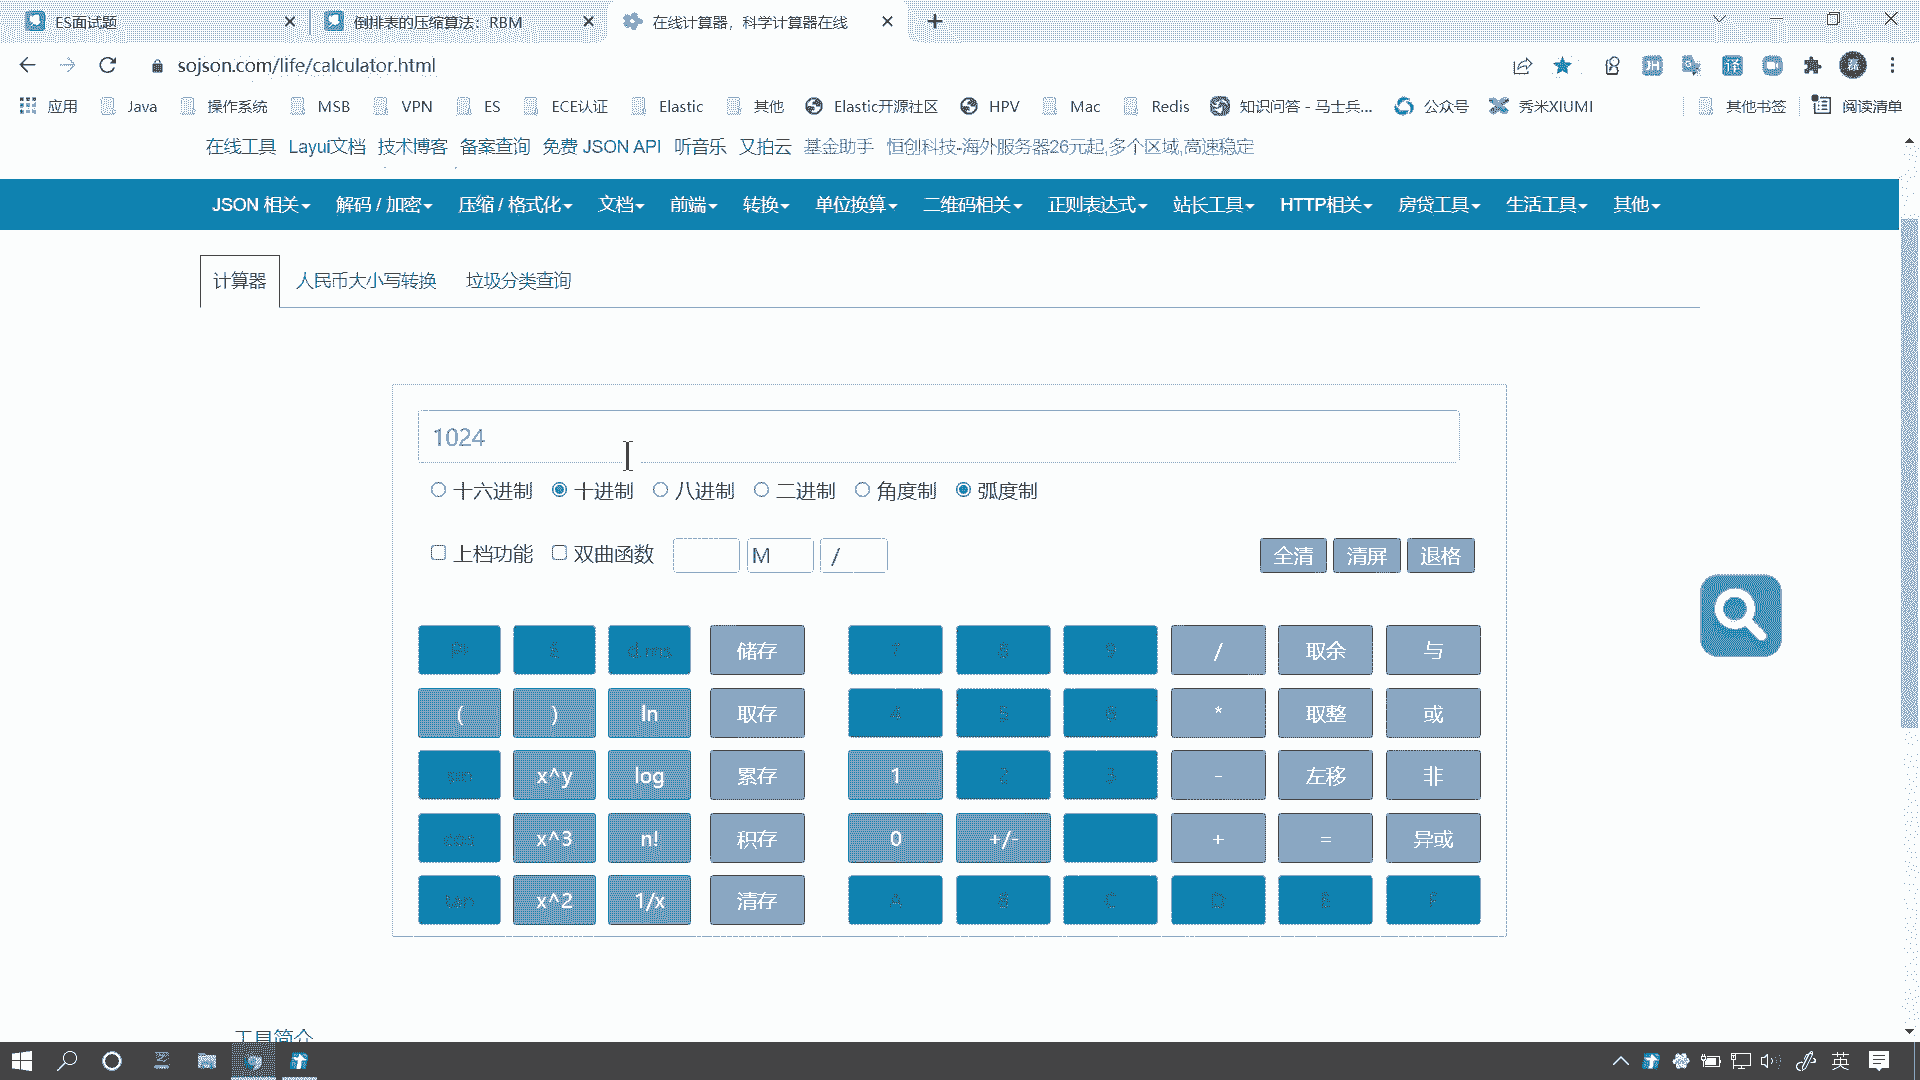 ES面试题
倒排表的压缩算法：RBM
在线计算器，科学计算器在线
sojson.com/life/calculator.html
应用 Java 操作系统 MSB VPN ES ECE认证 Elastic 其他 Elastic开源社区 HPV Mac Redis 知识问答 - 马士兵... 公众号 秀米XIUMI 其他书签 阅读清单
在线工具 Layui文档 技术博客 备案查询 免费 JSON API 听音乐 又拍云 基金助手 恒创科技-海外服务器26元起,多个区域,高速稳定
JSON 相关 解码 / 加密 压缩 / 格式化 文档 前端 转换 单位换算 二维码相关 正则表达式 站长工具 HTTP相关 房贷工具 生活工具 其他
计算器 人民币大小写转换 垃圾分类查询
1024
十六进制 十进制 八进制 二进制 角度制 弧度制
上档功能 双曲函数 M / 全清 清屏 退格
PI E d.ms 储存 7 8 9 / 取余 与
( ) ln 取存 4 5 6 * 取整 或
sin x^y log 累存 1 2 3 - 左移 非
cos x^3 n! 积存 0 +/- + = 异或
tan x^2 1/x 清存 A B C D E F
工具简介
英